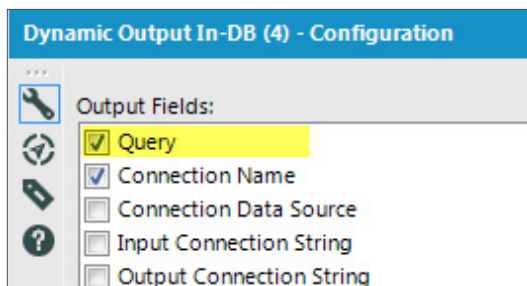 Dynamic Output In-DB (4) - Configuration
Output Fields:
Query
Connection Name
Connection Data Source
Input Connection String
Output Connection String